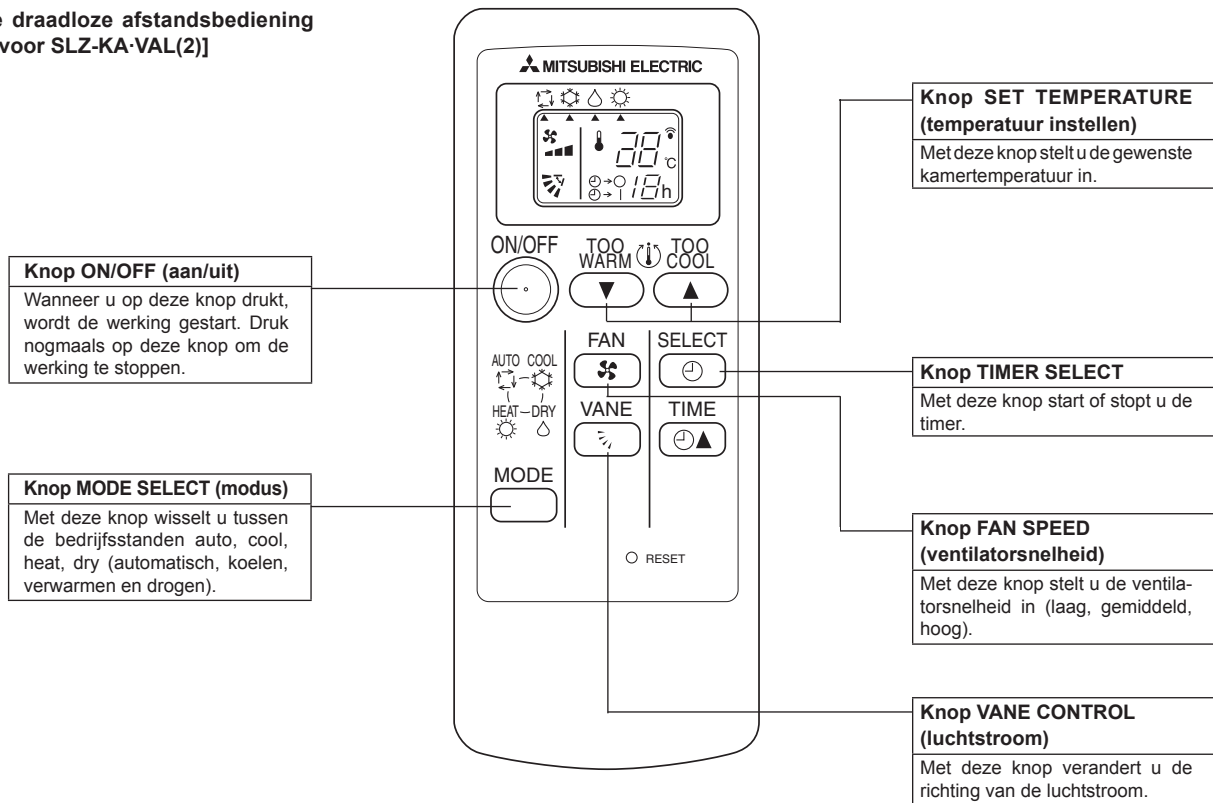 e draadloze afstandsbediening
voor SLZ-KA·VAL(2)]
MITSUBISHI ELECTRIC
28 ℃
18h
ON/OFF
TOO WARM
TOO COOL
FAN
SELECT
AUTO COOL
HEAT DRY
VANE
TIME
MODE
RESET
Knop ON/OFF (aan/uit)
Wanneer u op deze knop drukt,
wordt de werking gestart. Druk
nogmaals op deze knop om de
werking te stoppen.
Knop MODE SELECT (modus)
Met deze knop wisselt u tussen
de bedrijfsstanden auto, cool,
heat, dry (automatisch, koelen,
verwarmen en drogen).
Knop SET TEMPERATURE
(temperatuur instellen)
Met deze knop stelt u de gewenste
kamertemperatuur in.
Knop TIMER SELECT
Met deze knop start of stopt u de
timer.
Knop FAN SPEED
(ventilatorsnelheid)
Met deze knop stelt u de ventila-
torsnelheid in (laag, gemiddeld,
hoog).
Knop VANE CONTROL
(luchtstroom)
Met deze knop verandert u de
richting van de luchtstroom.